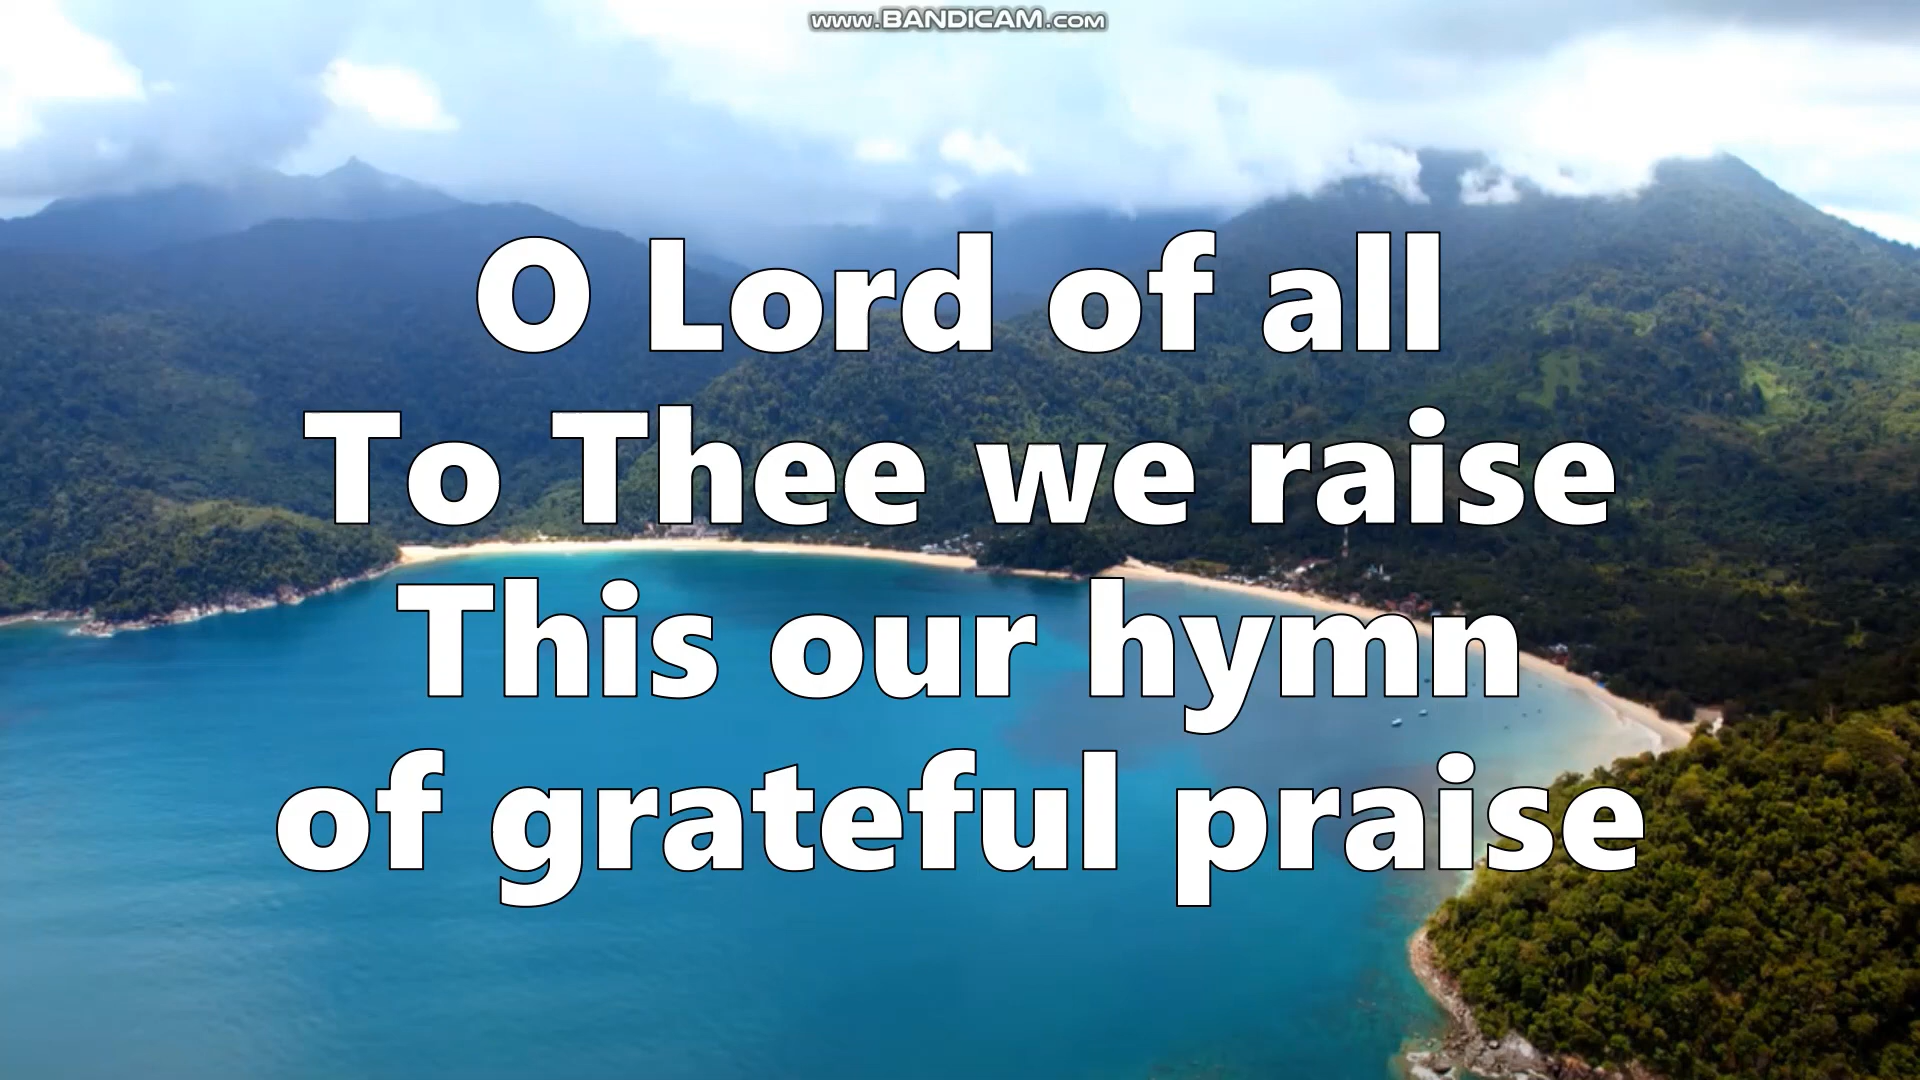 www.BANDICAM.com
O Lord of all
To Thee we raise
This our hymn
of grateful praise